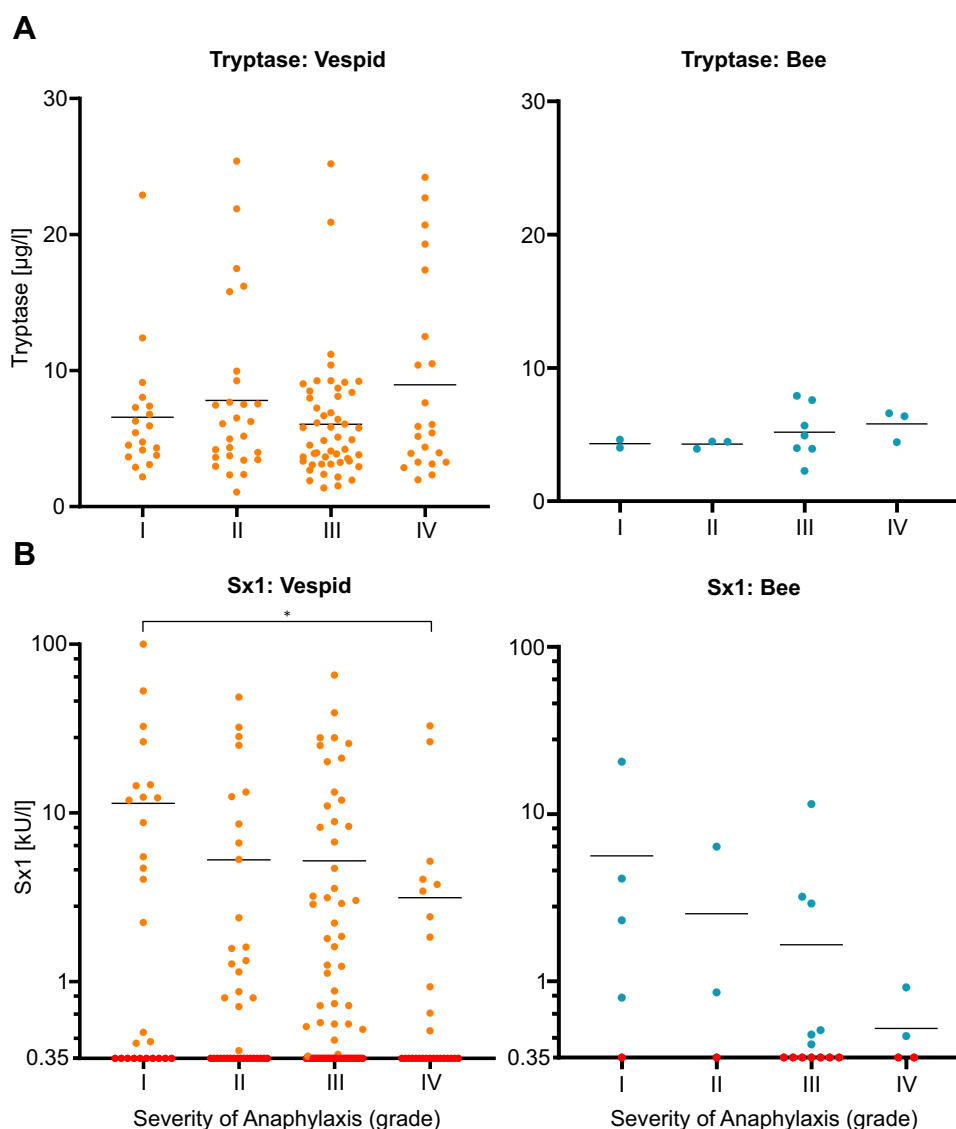 A
Tryptase: Vespid
Tryptase: Bee
Tryptase [µg/l]
30
20
10
0
I II III IV
30
20
10
0
I II III IV
B
Sx1: Vespid
Sx1: Bee
*
Sx1 [kU/l]
100
10
1
0.35
I II III IV
Severity of Anaphylaxis (grade)
100
10
1
0.35
I II III IV
Severity of Anaphylaxis (grade)